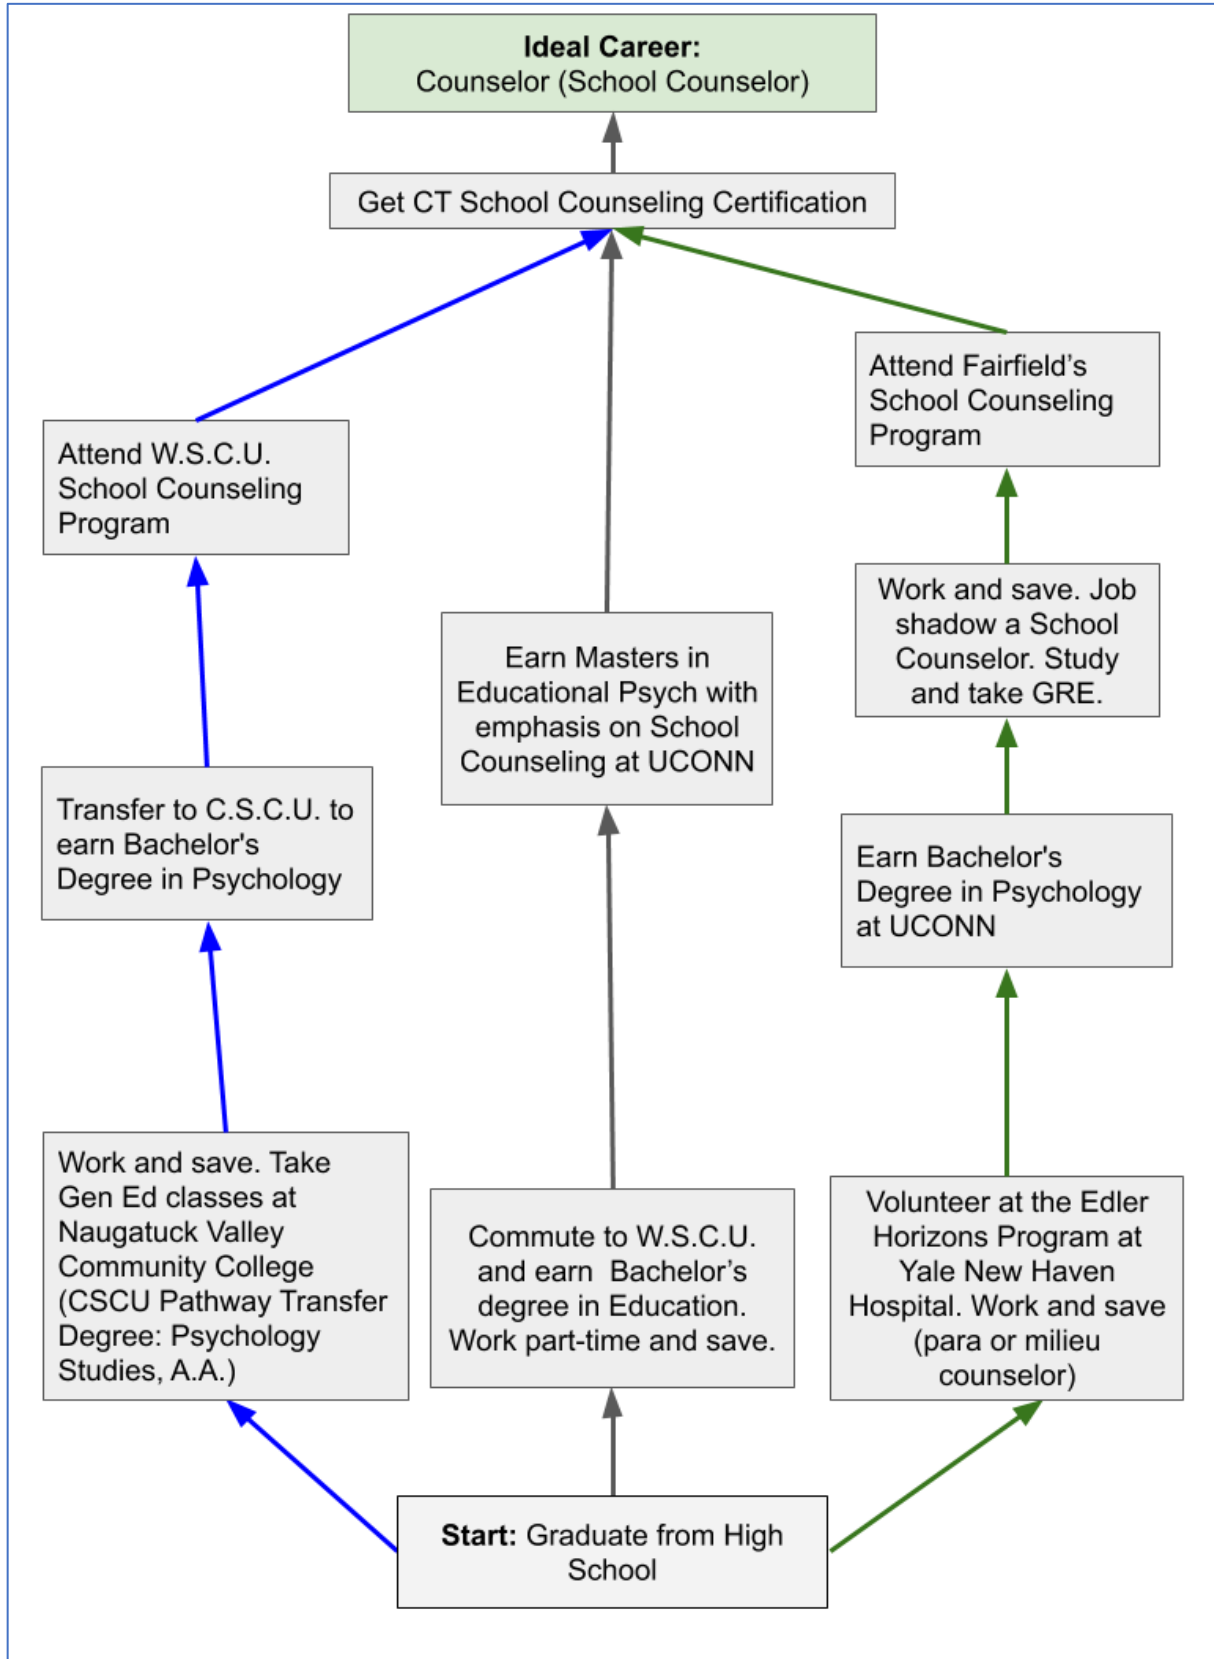 Ideal Career:
Counselor (School Counselor)
Get CT School Counseling Certification
Attend Fairfield’s
School Counseling
Program
Attend W.S.C.U.
School Counseling
Program
Work and save. Job
shadow a School
Counselor. Study
and take GRE.
Earn Masters in
Educational Psych with
emphasis on School
Counseling at UCONN
Transfer to C.S.C.U. to
earn Bachelor's
Degree in Psychology
Earn Bachelor's
Degree in Psychology
at UCONN
Work and save. Take
Gen Ed classes at
Naugatuck Valley
Community College
(CSCU Pathway Transfer
Degree: Psychology
Studies, A.A.)
Commute to W.S.C.U.
and earn  Bachelor’s
degree in Education.
Work part-time and save.
Volunteer at the Edler
Horizons Program at
Yale New Haven
Hospital. Work and save
(para or milieu
counselor)
Start: Graduate from High
School